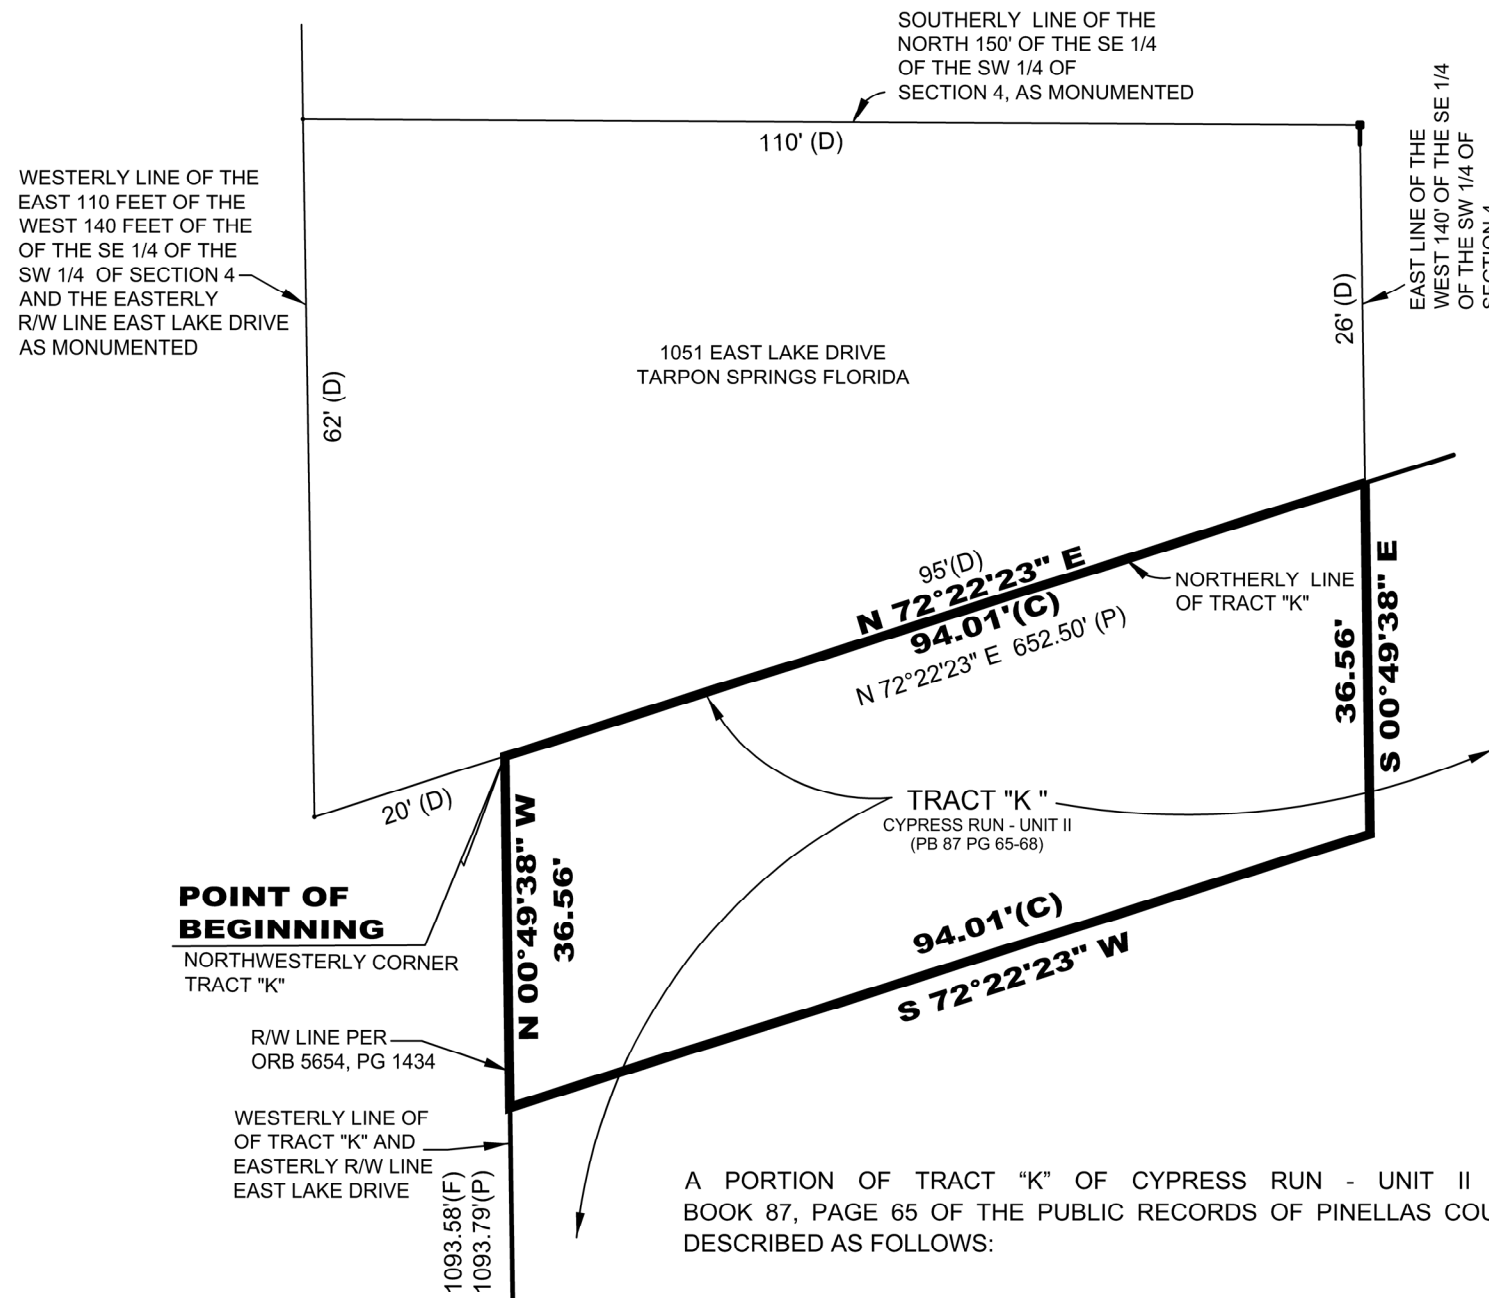 SOUTHERLY LINE OF THE
NORTH 150' OF THE SE 1/4
OF THE SW 1/4 OF
SECTION 4, AS MONUMENTED
110' (D)
WESTERLY LINE OF THE
EAST 110 FEET OF THE
WEST 140 FEET OF THE
OF THE SE 1/4 OF THE
SW 1/4 OF SECTION 4
AND THE EASTERLY
R/W LINE EAST LAKE DRIVE
AS MONUMENTED
EAST LINE OF THE
WEST 140' OF THE SE 1/4
OF THE SW 1/4 OF
SECTION 4
26' (D)
1051 EAST LAKE DRIVE
TARPON SPRINGS FLORIDA
62' (D)
95'(D)
N 72°22'23" E
94.01'(C)
N 72°22'23" E 652.50' (P)
NORTHERLY LINE
OF TRACT "K"
36.56'
S 00°49'38" E
20' (D)
TRACT "K "
CYPRESS RUN - UNIT II
(PB 87 PG 65-68)
N 00°49'38" W
36.56'
POINT OF
BEGINNING
NORTHWESTERLY CORNER
TRACT "K"
94.01'(C)
S 72°22'23" W
R/W LINE PER
ORB 5654, PG 1434
WESTERLY LINE OF
OF TRACT "K" AND
EASTERLY R/W LINE
EAST LAKE DRIVE
1093.58'(F)
1093.79'(P)
A PORTION OF TRACT “K” OF CYPRESS RUN - UNIT II
BOOK 87, PAGE 65 OF THE PUBLIC RECORDS OF PINELLAS COU
DESCRIBED AS FOLLOWS: